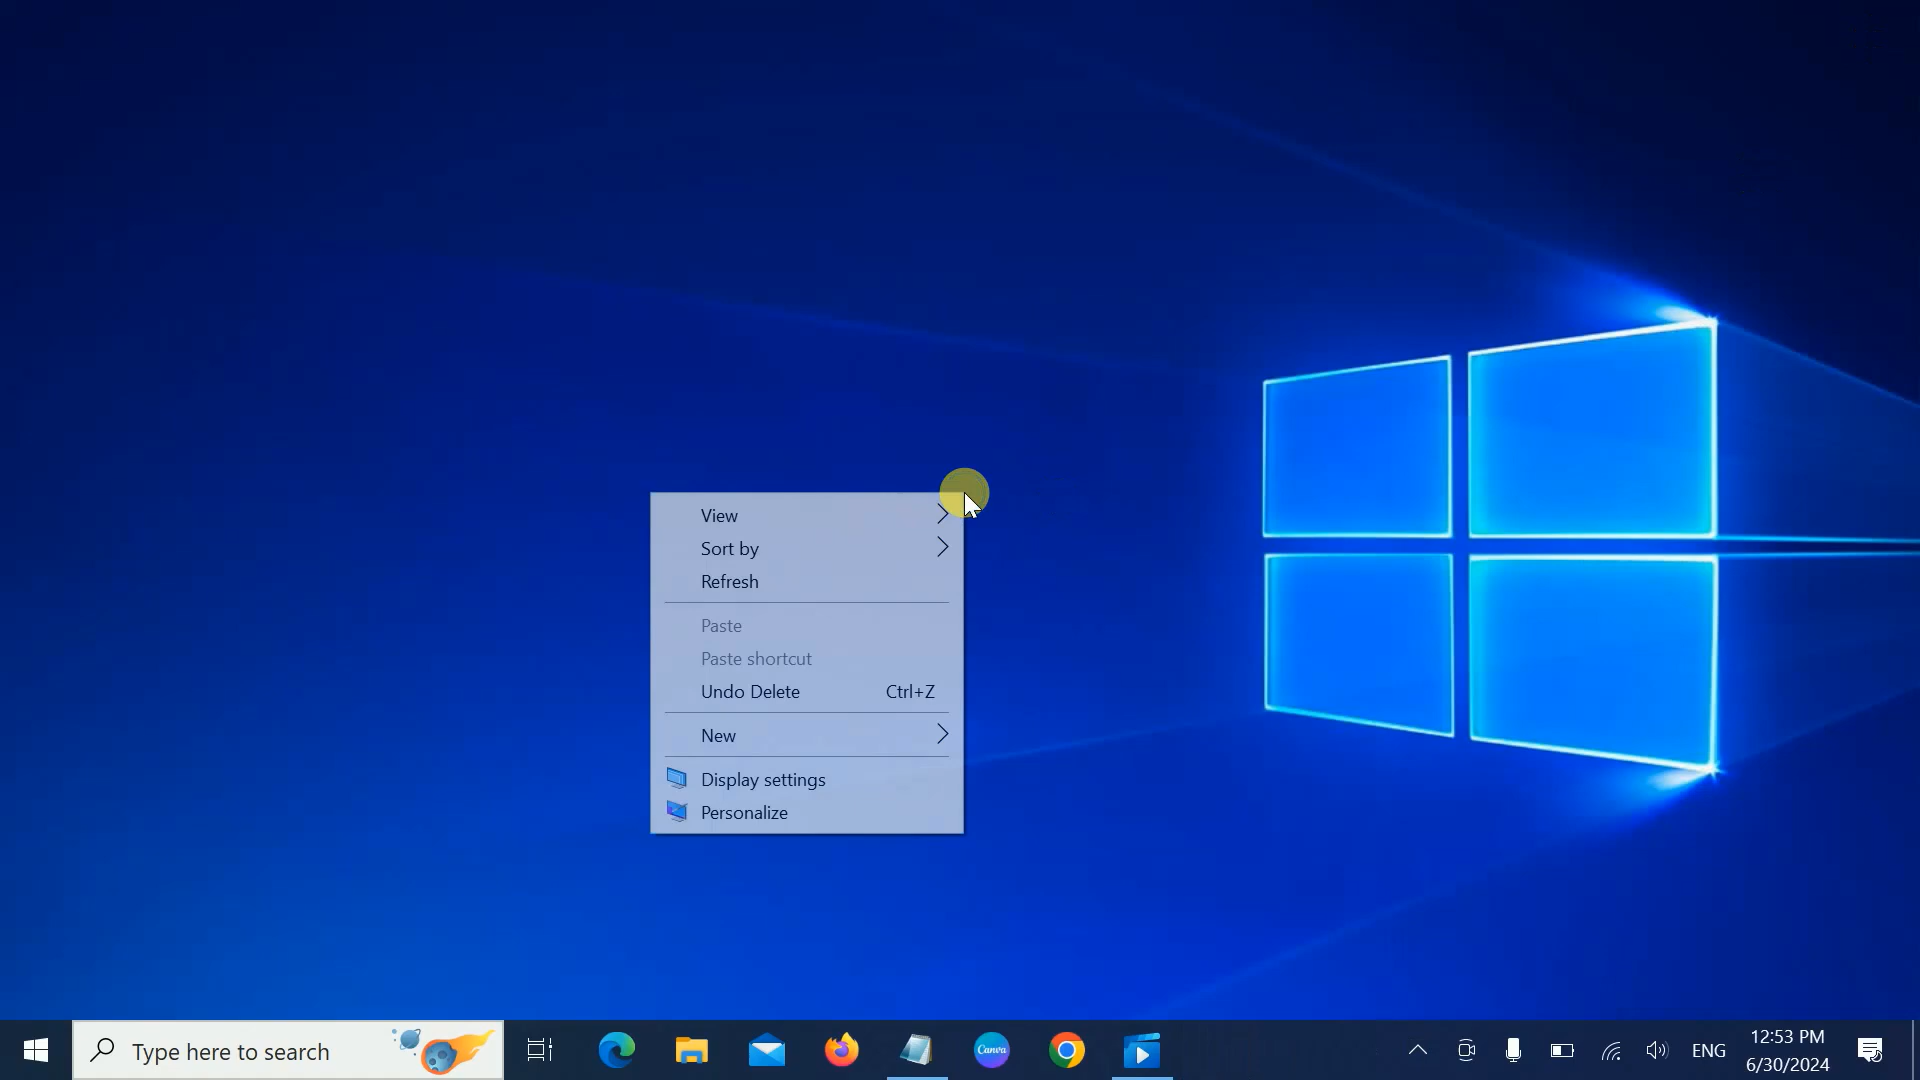 View
Sort by
Refresh
Paste
Paste shortcut
Undo Delete Ctrl+Z
New
Display settings
Personalize
Type here to search
Canva
ENG
12:53 PM
6/30/2024